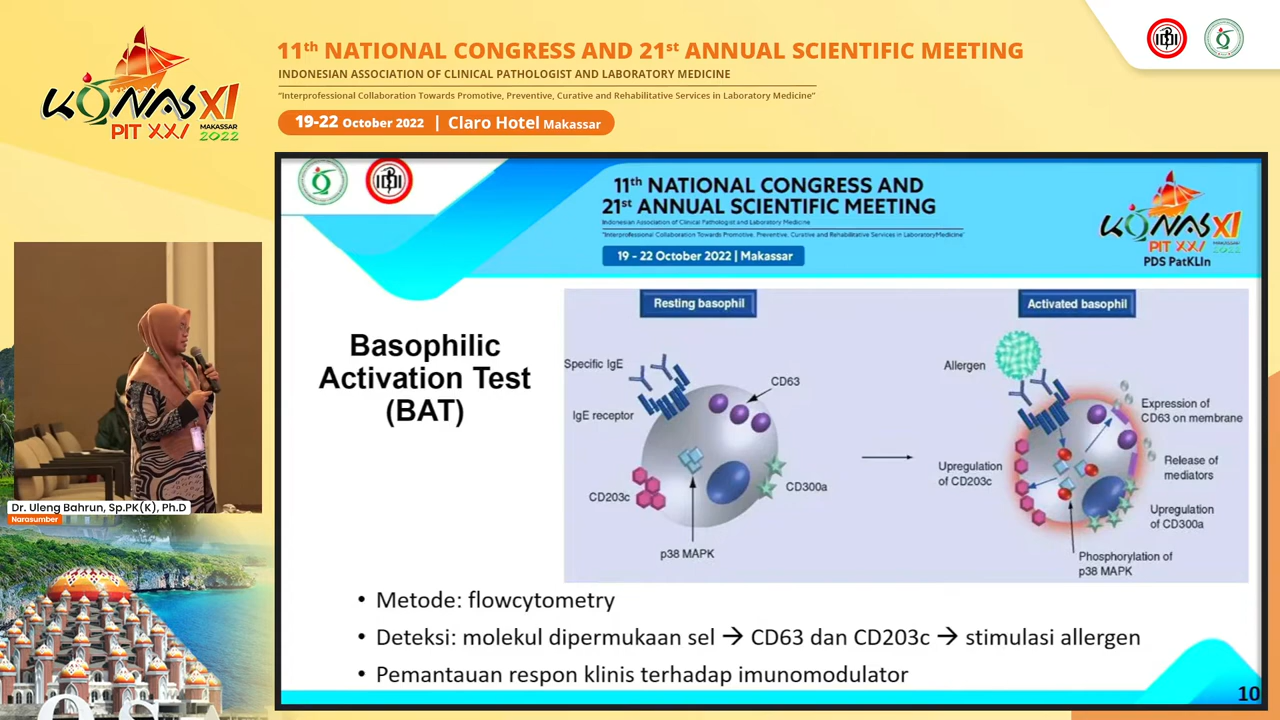 KONAS XI
PIT XXI
MAKASSAR
2022
11th NATIONAL CONGRESS AND 21st ANNUAL SCIENTIFIC MEETING
INDONESIAN ASSOCIATION OF CLINICAL PATHOLOGIST AND LABORATORY MEDICINE
"Interprofessional Collaboration Towards Promotive, Preventive, Curative and Rehabilitative Services in Laboratory Medicine"
19-22 October 2022 | Claro Hotel Makassar
11th NATIONAL CONGRESS AND
21st ANNUAL SCIENTIFIC MEETING
Indonesian Association of Clinical Pathologist and Laboratory Medicine
"Interprofessional Collaboration Towards Promotive, Preventive, Curative and Rehabilitative Services in LaboratoryMedicine"
19 - 22 October 2022 | Makassar
KONAS XI
PIT XXI
MAKASSAR
2022
PDS PatKLIn
Basophilic
Activation Test
(BAT)
Resting basophil
Specific IgE
CD63
IgE receptor
CD203c
CD300a
p38 MAPK
Activated basophil
Allergen
Expression of
CD63 on membrane
Upregulation
of CD203c
Release of
mediators
Upregulation
of CD300a
Phosphorylation of
p38 MAPK
• Metode: flowcytometry
• Deteksi: molekul dipermukaan sel → CD63 dan CD203c → stimulasi allergen
• Pemantauan respon klinis terhadap imunomodulator
10
Dr. Uleng Bahrun, Sp.PK(K), Ph.D
Narasumber